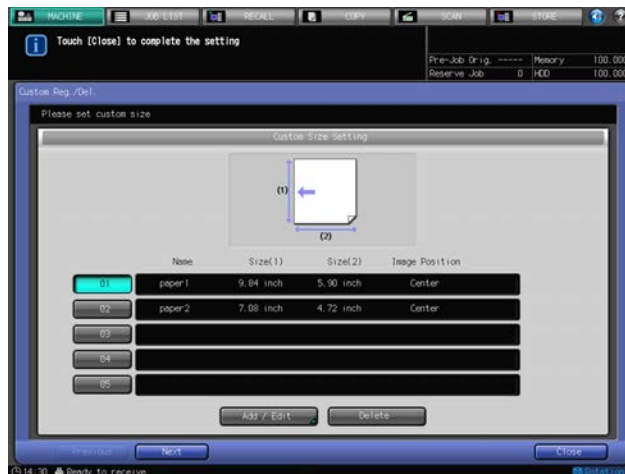 MACHINE JOB LIST RECALL COPY SCAN STORE
Touch [Close] to complete the setting
Pre-Job Orig. ----- Memory 100.00
Reserve Job 0 HDD 100.00
Custom Reg./Del.
Please set custom size
Custom Size Setting
(1)
(2)
Name Size(1) Size(2) Image Position
01 paper1 9.84 inch 5.90 inch Center
02 paper2 7.08 inch 4.72 inch Center
03
04
05
Add / Edit Delete
Previous Next Close
14:30 Ready to receive Rotation